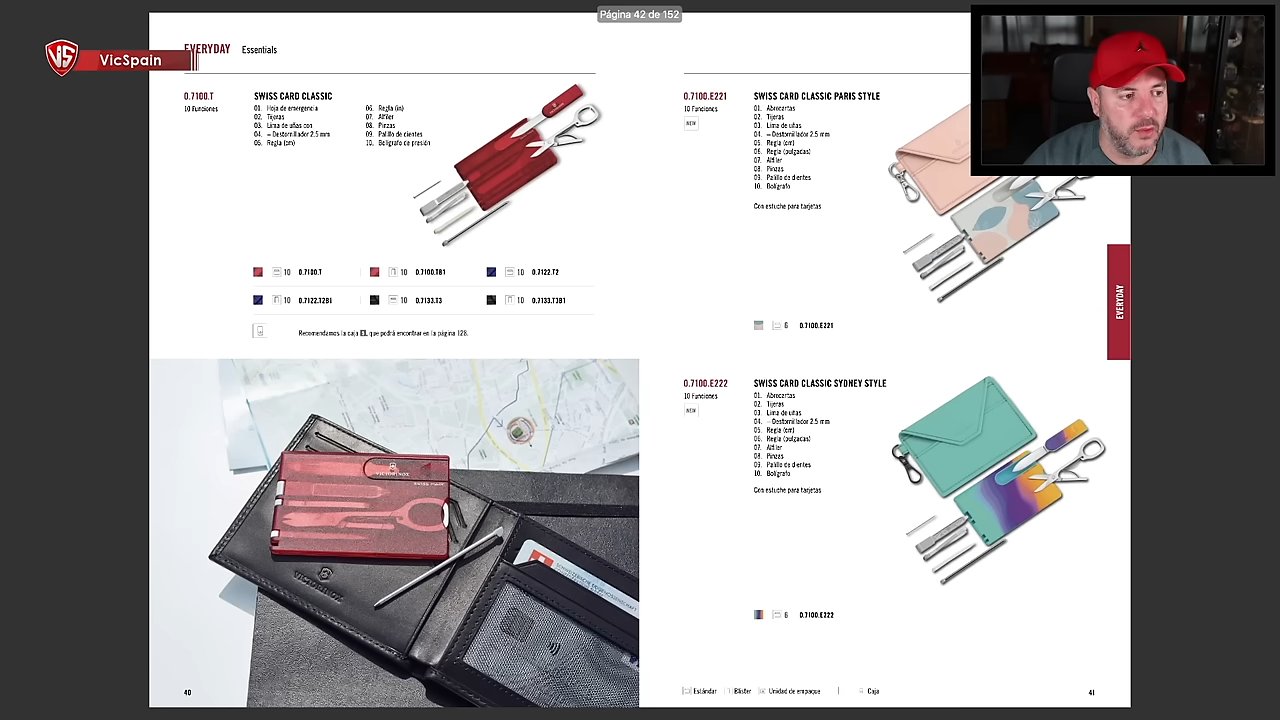 Página 42 de 152
VS
VicSpain
EVERYDAY Essentials
0.7100.T
10 Funciones
SWISS CARD CLASSIC
01. Hoja de emergencia
02. Tijeras
03. Lima de uñas con
04. – Destornillador 2.5 mm
05. Regla (cm)
06. Regla (in)
07. Alfiler
08. Pinzas
09. Palillo de dientes
10. Bolígrafo de presión
10 0.7100.T
10 0.7100.TB1
10 0.7122.T2
10 0.7122.T2B1
10 0.7133.T3
10 0.7133.T3B1
Recomendamos la caja E1, que podrá encontrar en la página 128.
VICTORINOX
SWISS MADE
VICTORINOX
40
0.7100.E221
10 Funciones
NEW
SWISS CARD CLASSIC PARIS STYLE
01. Abrecartas
02. Tijeras
03. Lima de uñas
04. – Destornillador 2.5 mm
05. Regla (cm)
06. Regla (pulgadas)
07. Alfiler
08. Pinzas
09. Palillo de dientes
10. Bolígrafo
Con estuche para tarjetas
6 0.7100.E221
EVERYDAY
0.7100.E222
10 Funciones
NEW
SWISS CARD CLASSIC SYDNEY STYLE
01. Abrecartas
02. Tijeras
03. Lima de uñas
04. – Destornillador 2.5 mm
05. Regla (cm)
06. Regla (pulgadas)
07. Alfiler
08. Pinzas
09. Palillo de dientes
10. Bolígrafo
Con estuche para tarjetas
6 0.7100.E222
Estándar Blíster Unidad de empaque Caja
41